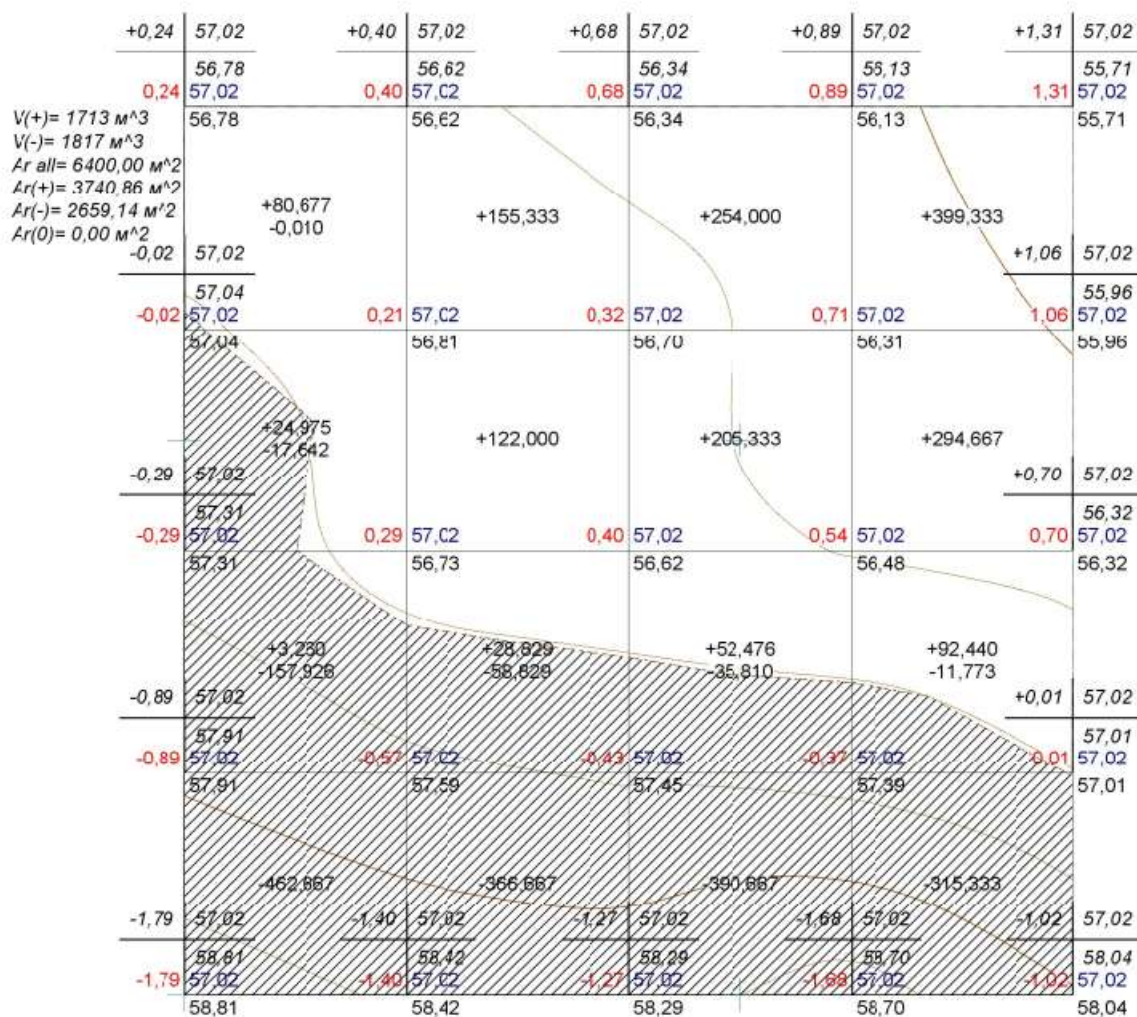 +0,24 57,02 +0,40 57,02 +0,68 57,02 +0,89 57,02 +1,31 57,02
56,78 56,62 56,34 56,13 55,71
0,24 57,02 0,40 57,02 0,68 57,02 0,89 57,02 1,31 57,02
56,78 56,62 56,34 56,13 55,71
V(+)= 1713 м^3
V(-)= 1817 м^3
Ar all= 6400,00 м^2
Ar(+)= 3740,86 м^2
Ar(-)= 2659,14 м^2
Ar(0)= 0,00 м^2
+80,677 +155,333 +254,000 +399,333
-0,010
-0,02 57,02 +1,06 57,02
57,04 55,96
-0,02 57,02 0,21 57,02 0,32 57,02 0,71 57,02 1,06 57,02
57,04 56,81 56,70 56,31 55,96
+24,975 +122,000 +205,333 +294,667
-17,642
-0,29 57,02 +0,70 57,02
57,31 56,32
-0,29 57,02 0,29 57,02 0,40 57,02 0,54 57,02 0,70 57,02
57,31 56,73 56,62 56,48 56,32
+3,260 +28,829 +52,476 +92,440
-157,926 -58,829 -35,810 -11,773
-0,89 57,02 +0,01 57,02
57,91 57,01
-0,89 57,02 -0,57 57,02 -0,43 57,02 -0,37 57,02 0,01 57,02
57,91 57,59 57,45 57,39 57,01
-462,667 -366,667 -390,667 -315,333
-1,79 57,02 -1,40 57,02 -1,27 57,02 -1,68 57,02 -1,02 57,02
58,81 58,42 58,29 58,70 58,04
-1,79 57,02 -1,40 57,02 -1,27 57,02 -1,68 57,02 -1,02 57,02
58,81 58,42 58,29 58,70 58,04